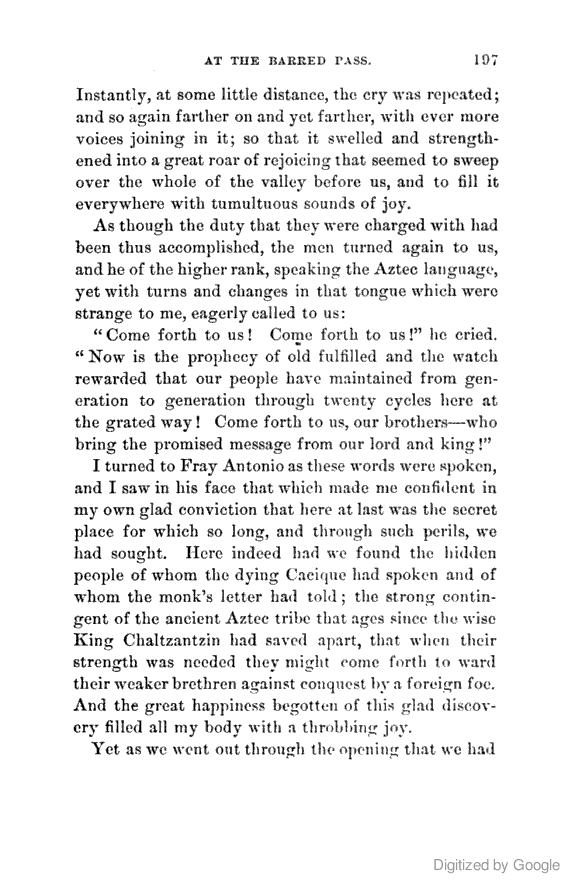 AT THE BARRED PASS. 197
Instantly, at some little distance, the cry was repeated;
and so again farther on and yet farther, with ever more
voices joining in it; so that it swelled and strength-
ened into a great roar of rejoicing that seemed to sweep
over the whole of the valley before us, and to fill it
everywhere with tumultuous sounds of joy.
As though the duty that they were charged with had
been thus accomplished, the men turned again to us,
and he of the higher rank, speaking the Aztec language,
yet with turns and changes in that tongue which were
strange to me, eagerly called to us:
“Come forth to us! Come forth to us!” he cried.
“Now is the prophecy of old fulfilled and the watch
rewarded that our people have maintained from gen-
eration to generation through twenty cycles here at
the grated way! Come forth to us, our brothers—who
bring the promised message from our lord and king!”
I turned to Fray Antonio as these words were spoken,
and I saw in his face that which made me confident in
my own glad conviction that here at last was the secret
place for which so long, and through such perils, we
had sought. Here indeed had we found the hidden
people of whom the dying Cacique had spoken and of
whom the monk's letter had told; the strong contin-
gent of the ancient Aztec tribe that ages since the wise
King Chaltzantzin had saved apart, that when their
strength was needed they might come forth to ward
their weaker brethren against conquest by a foreign foe.
And the great happiness begotten of this glad discov-
ery filled all my body with a throbbing joy.
Yet as we went out through the opening that we had
Digitized by Google